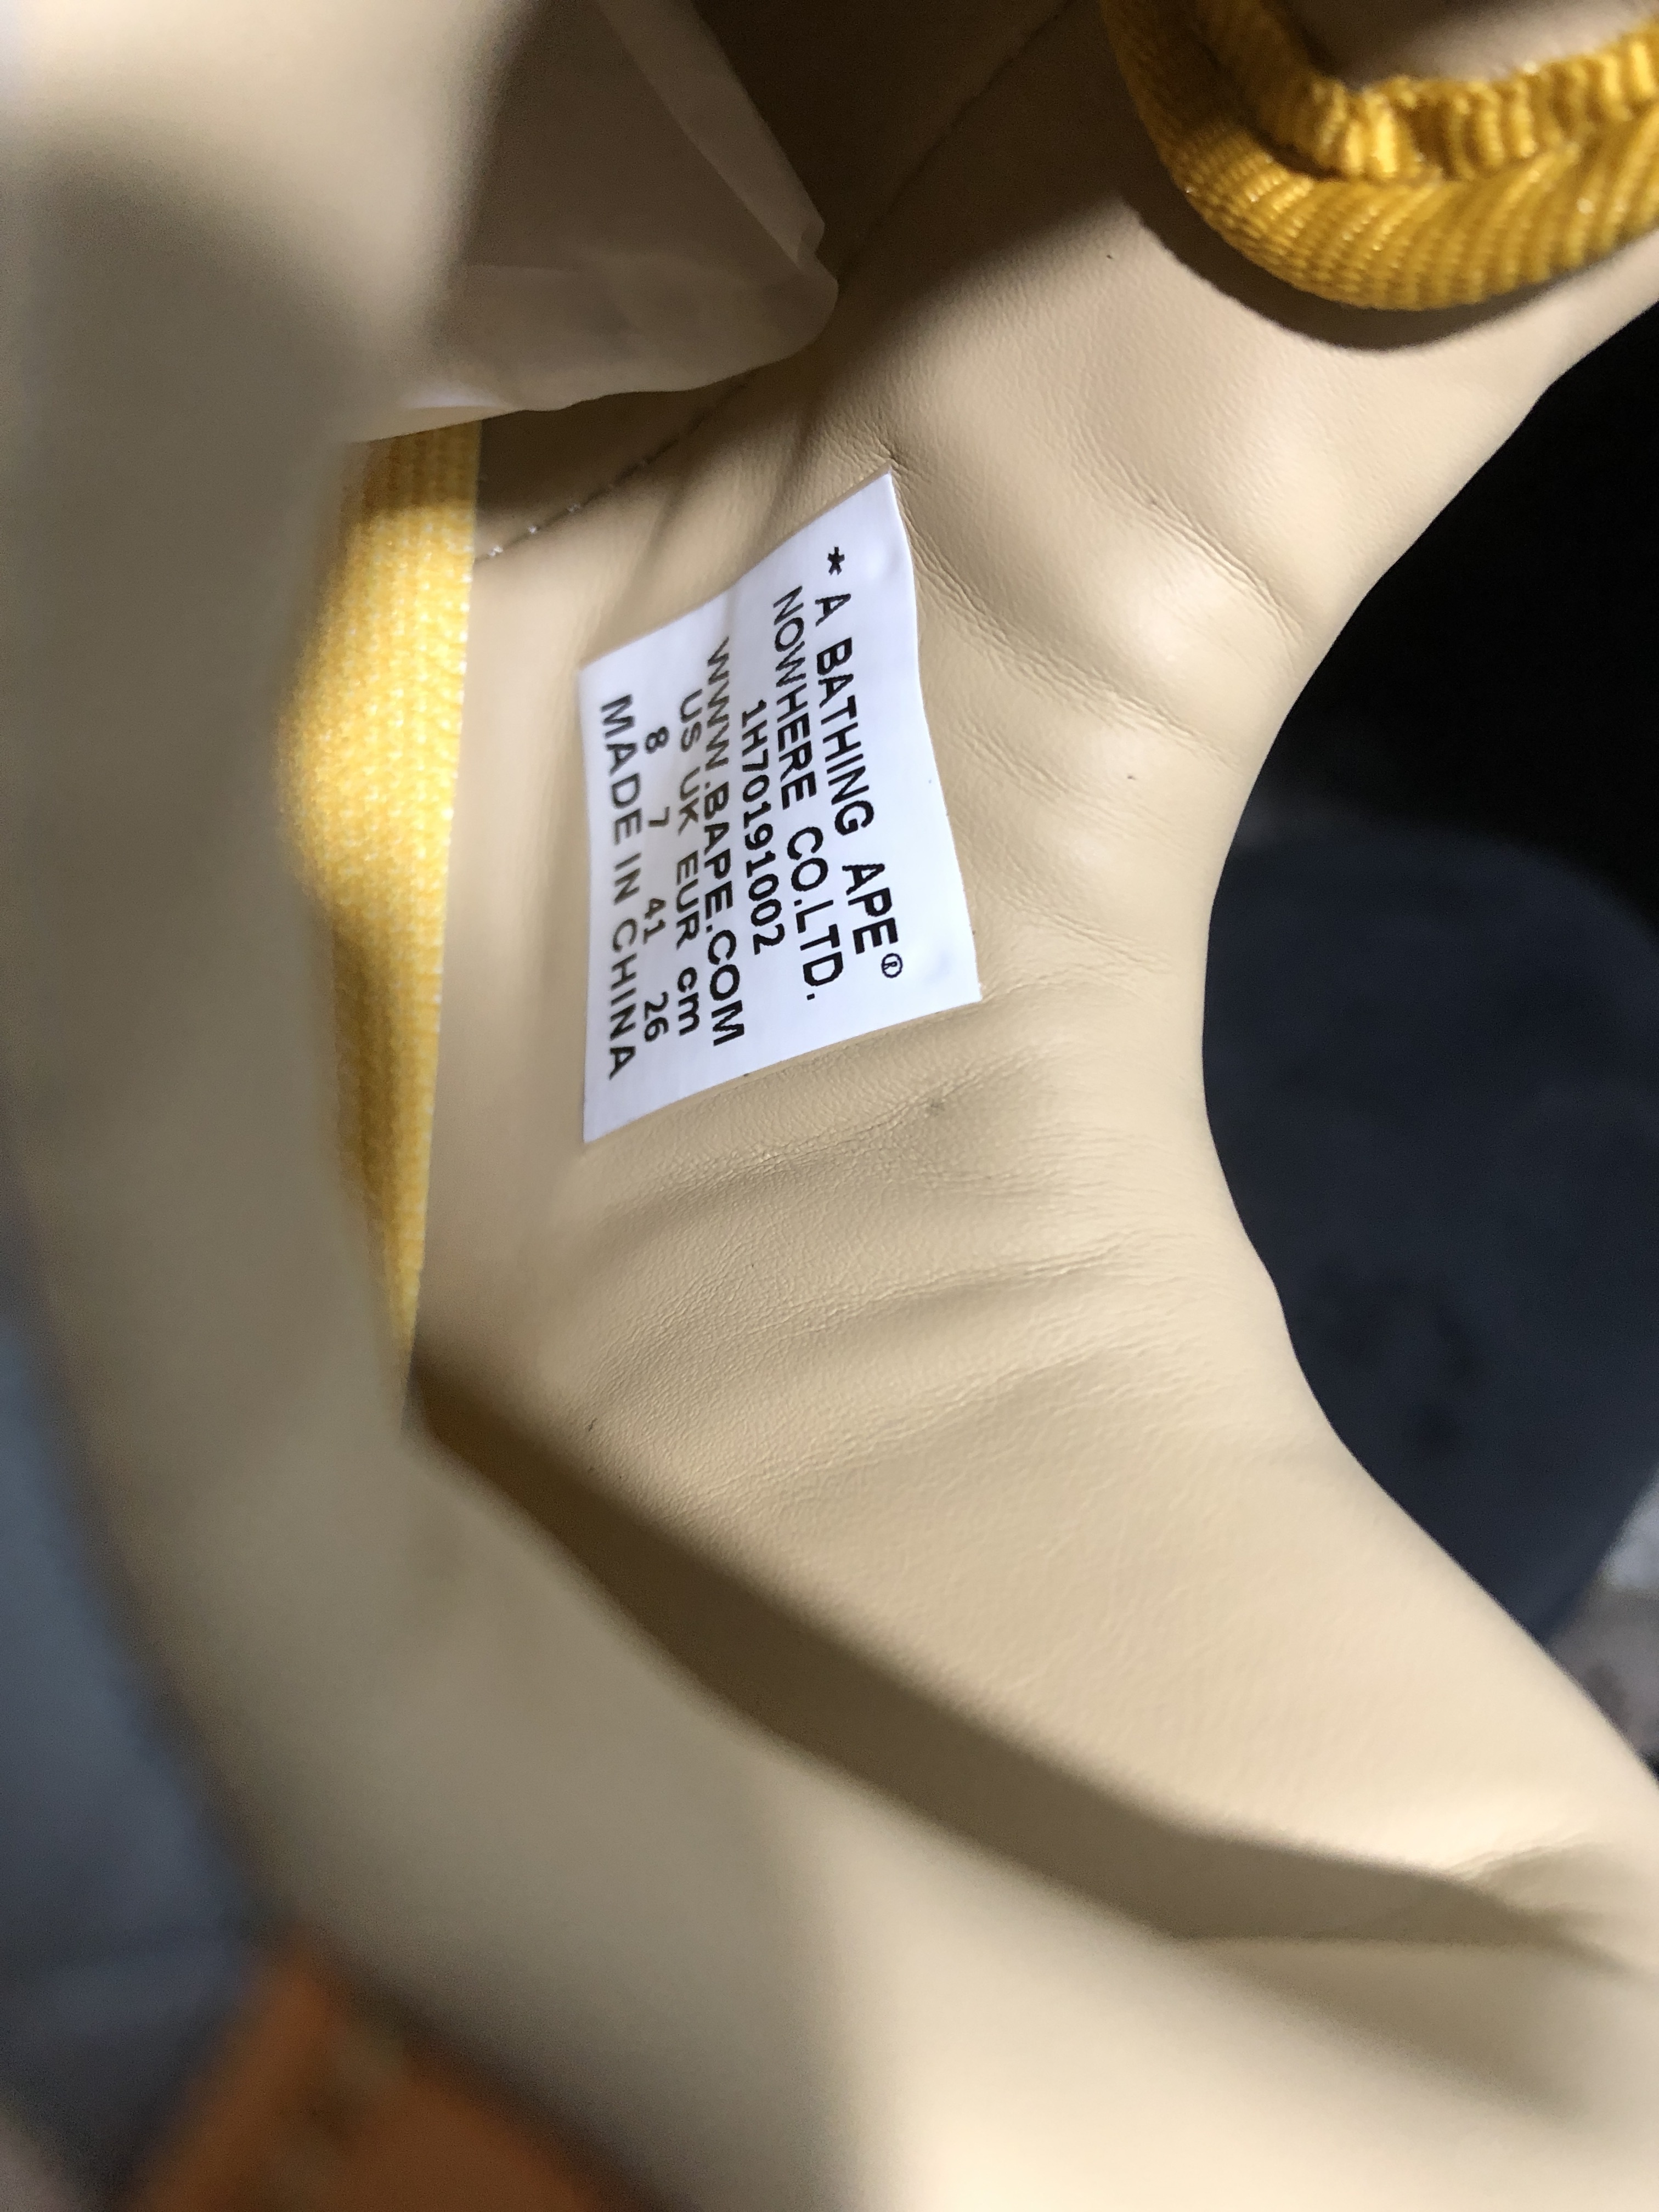 * A BATHING APE®
NOWHERE CO.LTD.
1H70191002
WWW.BAPE.COM
US UK EUR cm
8 7 41 26
MADE IN CHINA